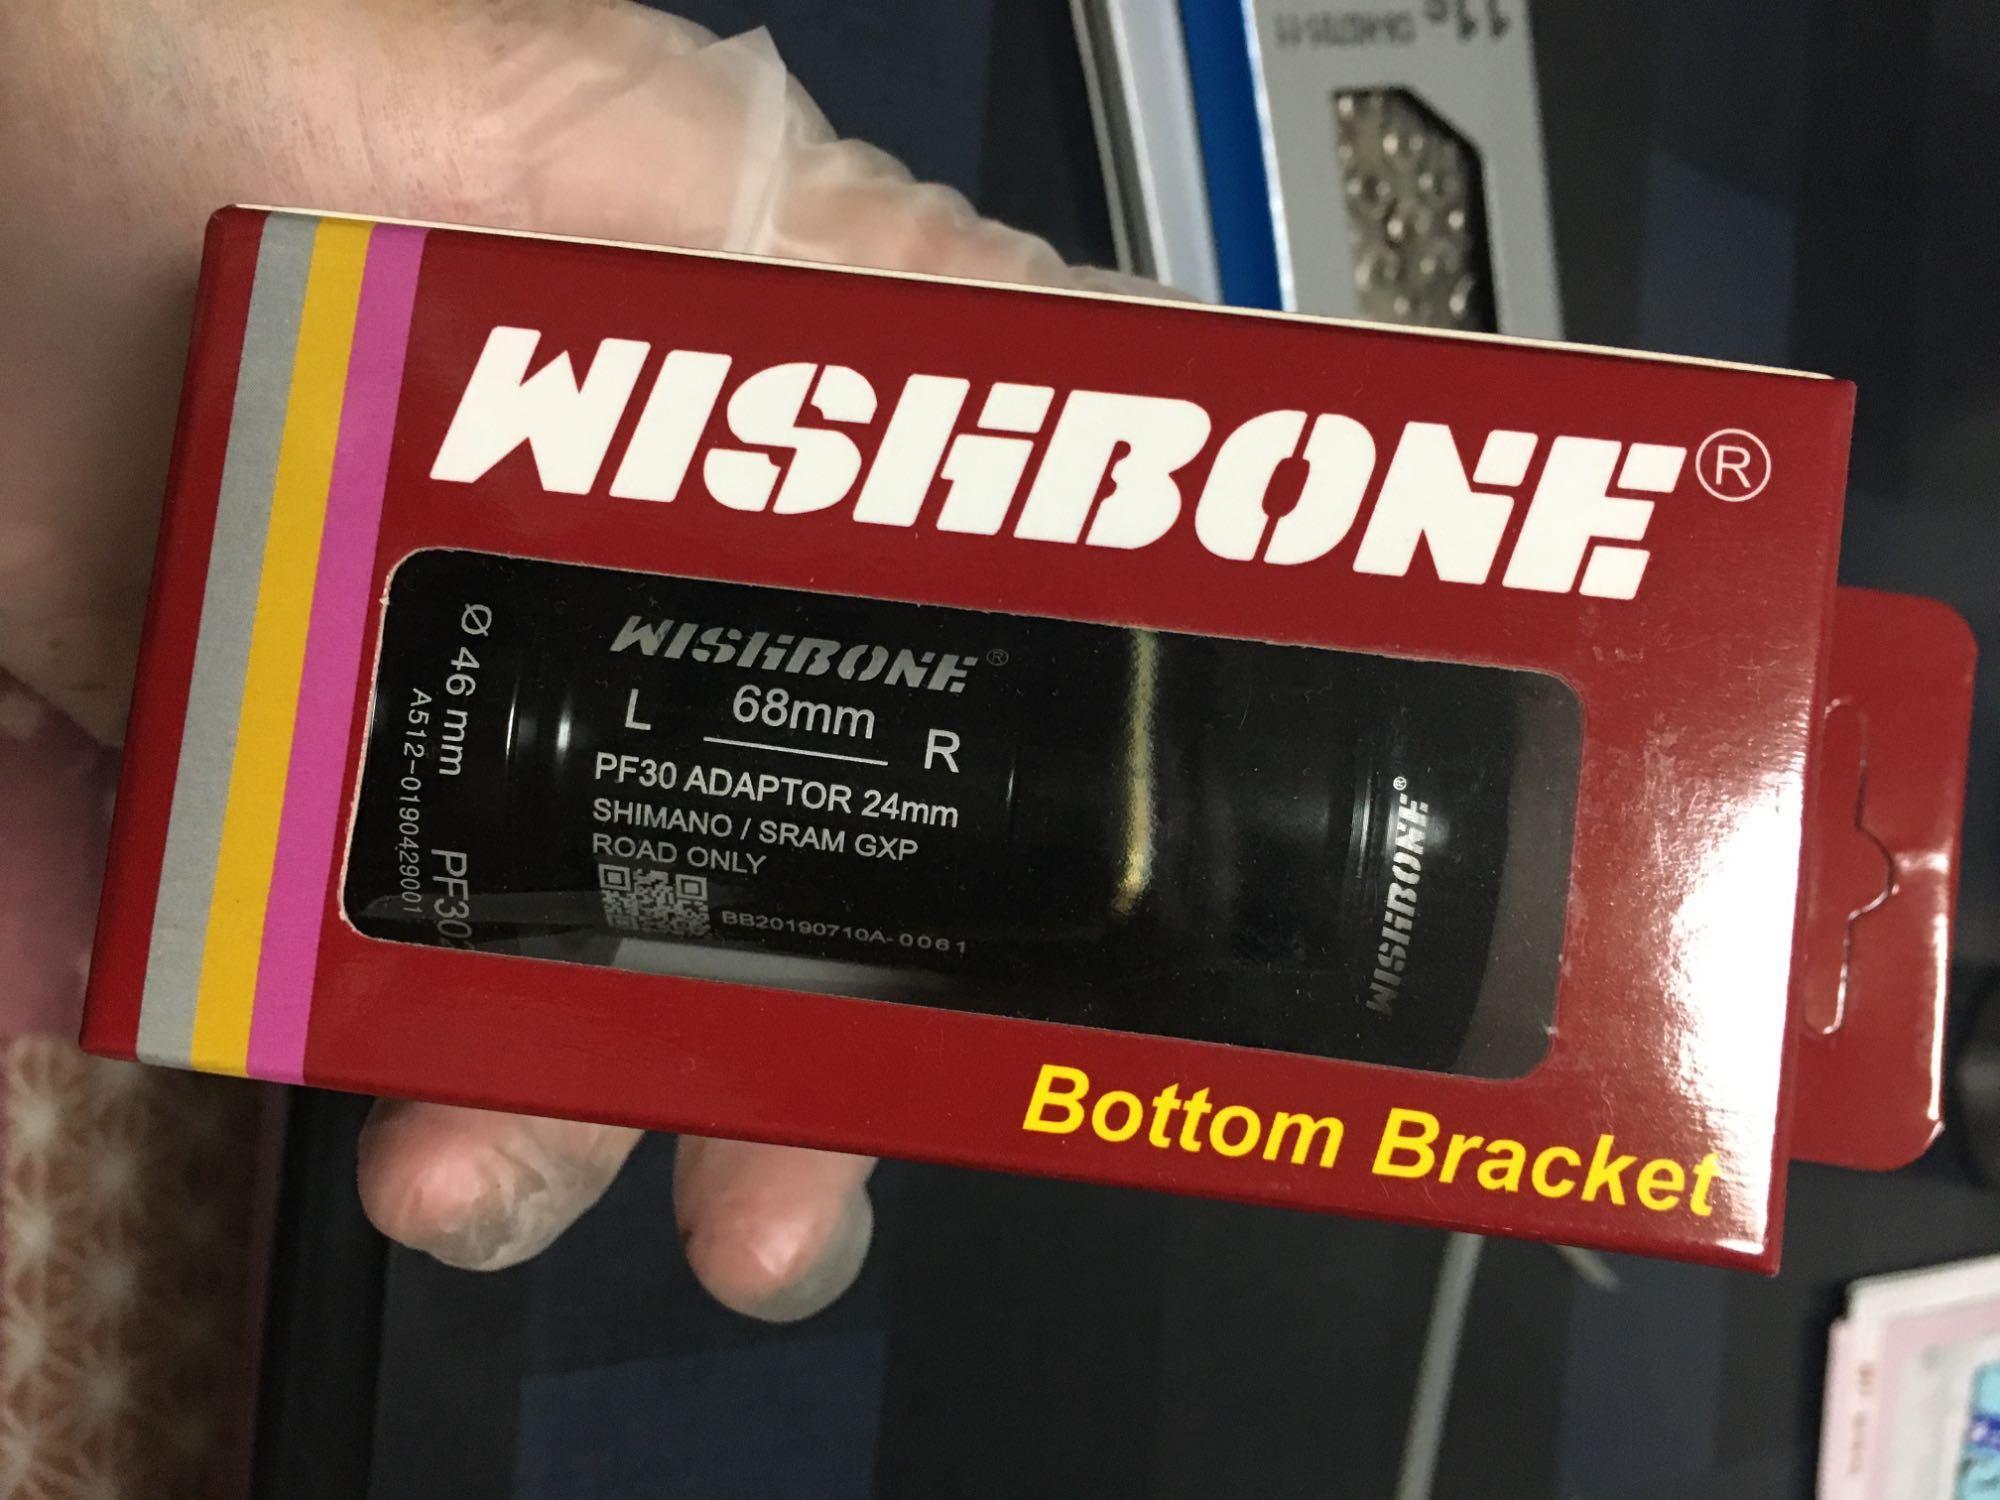 WISHBONE®
WISHBONE®
L 68mm R
PF30 ADAPTOR 24mm
SHIMANO / SRAM GXP
ROAD ONLY
BB20190710A-0061
Ø 46 mm
A512-0190429001
WISHBONE®
Bottom Bracket
11